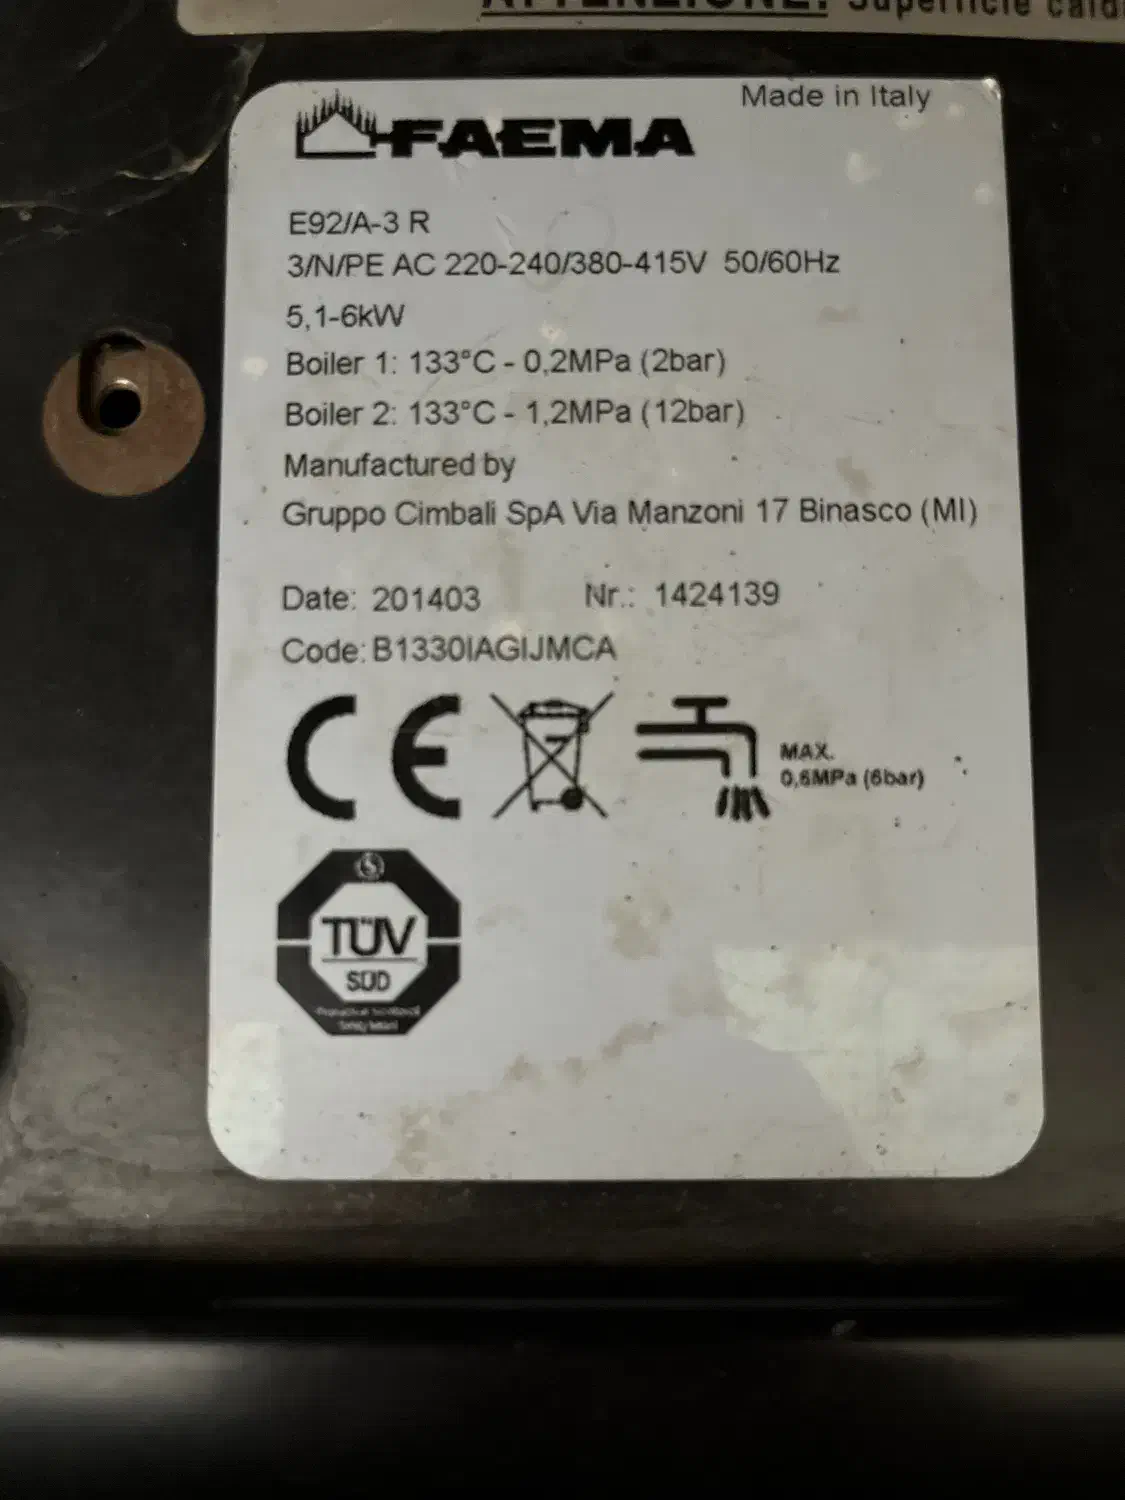 ATTENZIONE: Superficie cald
Made in Italy
FAEMA
E92/A-3 R
3/N/PE AC 220-240/380-415V 50/60Hz
5,1-6kW
Boiler 1: 133°C - 0,2MPa (2bar)
Boiler 2: 133°C - 1,2MPa (12bar)
Manufactured by
Gruppo Cimbali SpA Via Manzoni 17 Binasco (MI)
Date: 201403 Nr.: 1424139
Code: B1330IAGIJMCA
CE
MAX.
0,6MPa (6bar)
TÜV
SÜD